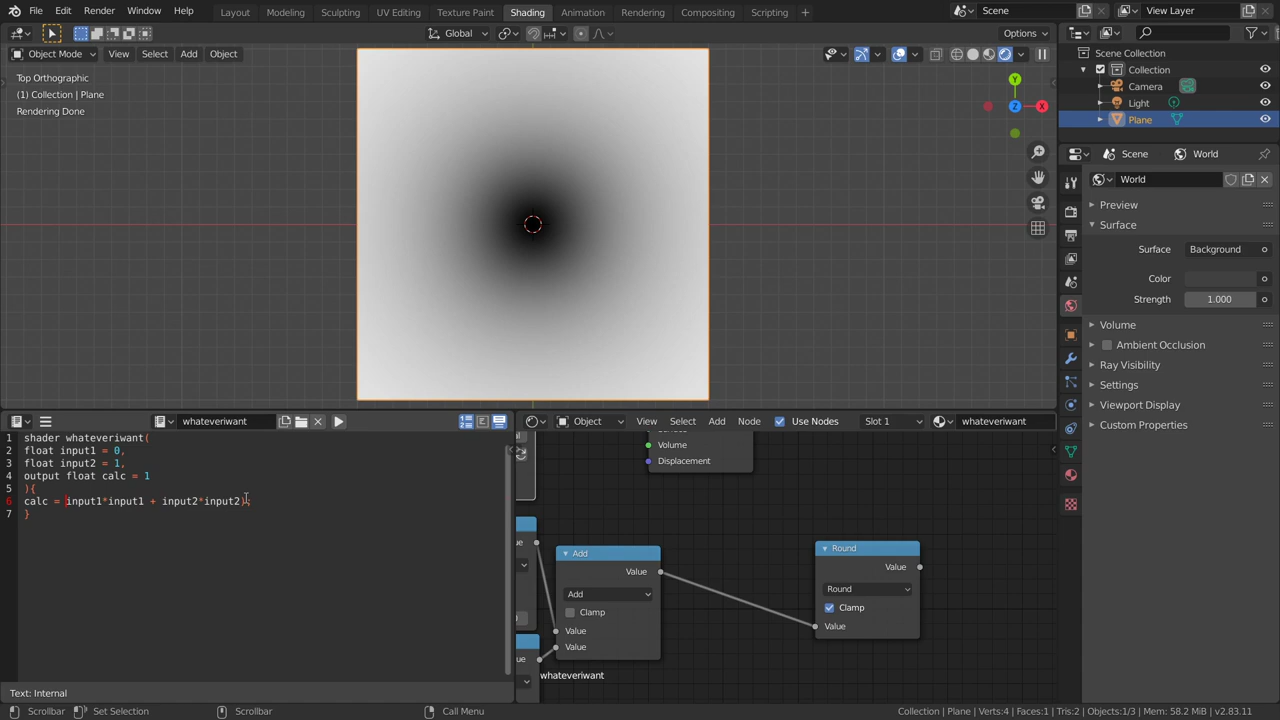 File Edit Render Window Help Layout Modeling Sculpting UV Editing Texture Paint Shading Animation Rendering Compositing Scripting + Scene View Layer
Global Options
Object Mode View Select Add Object
Top Orthographic
(1) Collection | Plane
Rendering Done
Y
Z
X
Scene Collection
Collection
Camera
Light
Plane
Scene World
World
Preview
Surface
Surface Background
Color
Strength 1.000
Volume
Ambient Occlusion
Ray Visibility
Settings
Viewport Display
Custom Properties
whateveriwant
1 shader whateveriwant(
2 float input1 = 0,
3 float input2 = 1,
4 output float calc = 1
5 ){
6 calc = input1*input1 + input2*input2);
7 }
Text: Internal
Object View Select Add Node Use Nodes Slot 1 whateveriwant
Volume
Displacement
Add
Value
Add
Clamp
Value
Value
whateveriwant
Round
Value
Round
Clamp
Value
Scrollbar Set Selection Scrollbar Call Menu Collection | Plane | Verts:4 | Faces:1 | Tris:2 | Objects:1/3 | Mem: 58.2 MiB | v2.83.11